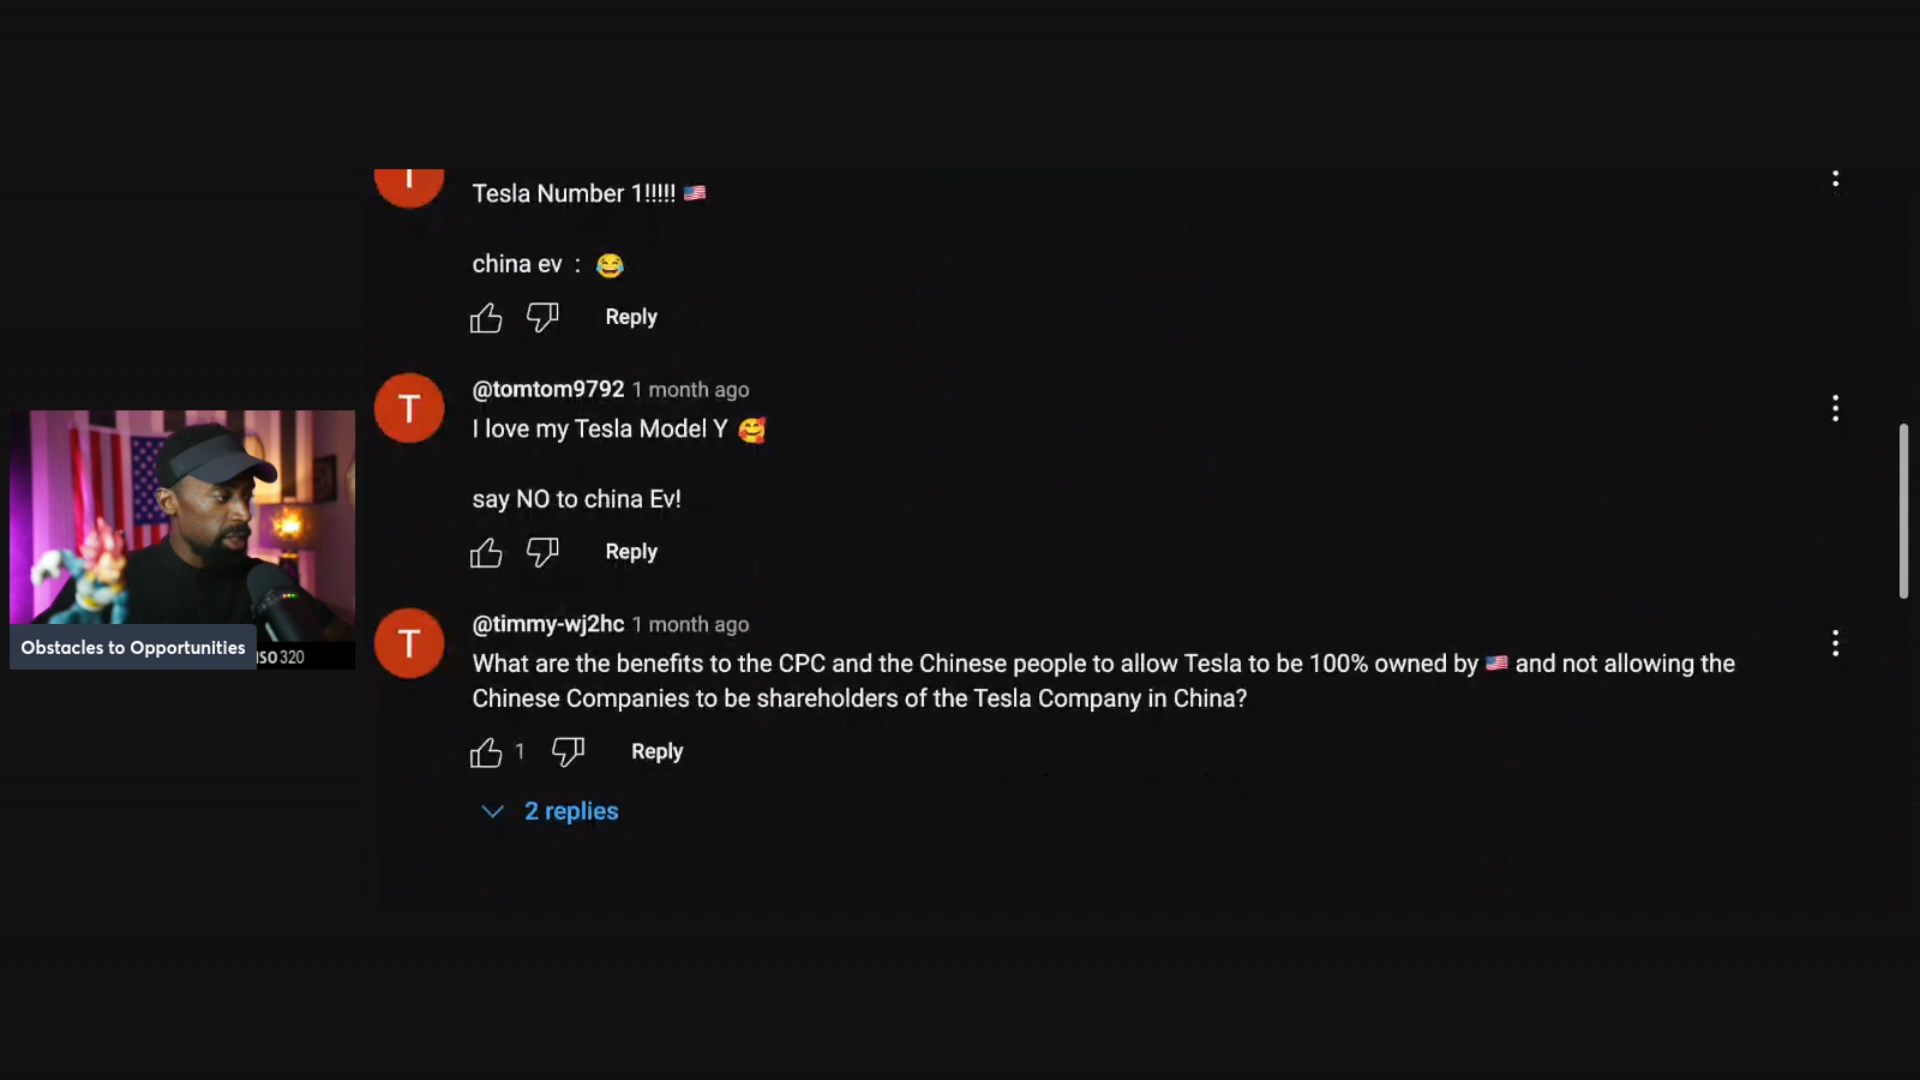 T
Tesla Number 1!!!!! 🇺🇸
china ev : 😂
Reply
T
@tomtom9792 1 month ago
I love my Tesla Model Y 🥰
say NO to china Ev!
Reply
T
@timmy-wj2hc 1 month ago
What are the benefits to the CPC and the Chinese people to allow Tesla to be 100% owned by 🇺🇸 and not allowing the
Chinese Companies to be shareholders of the Tesla Company in China?
1
Reply
2 replies
Obstacles to Opportunities
ISO 320